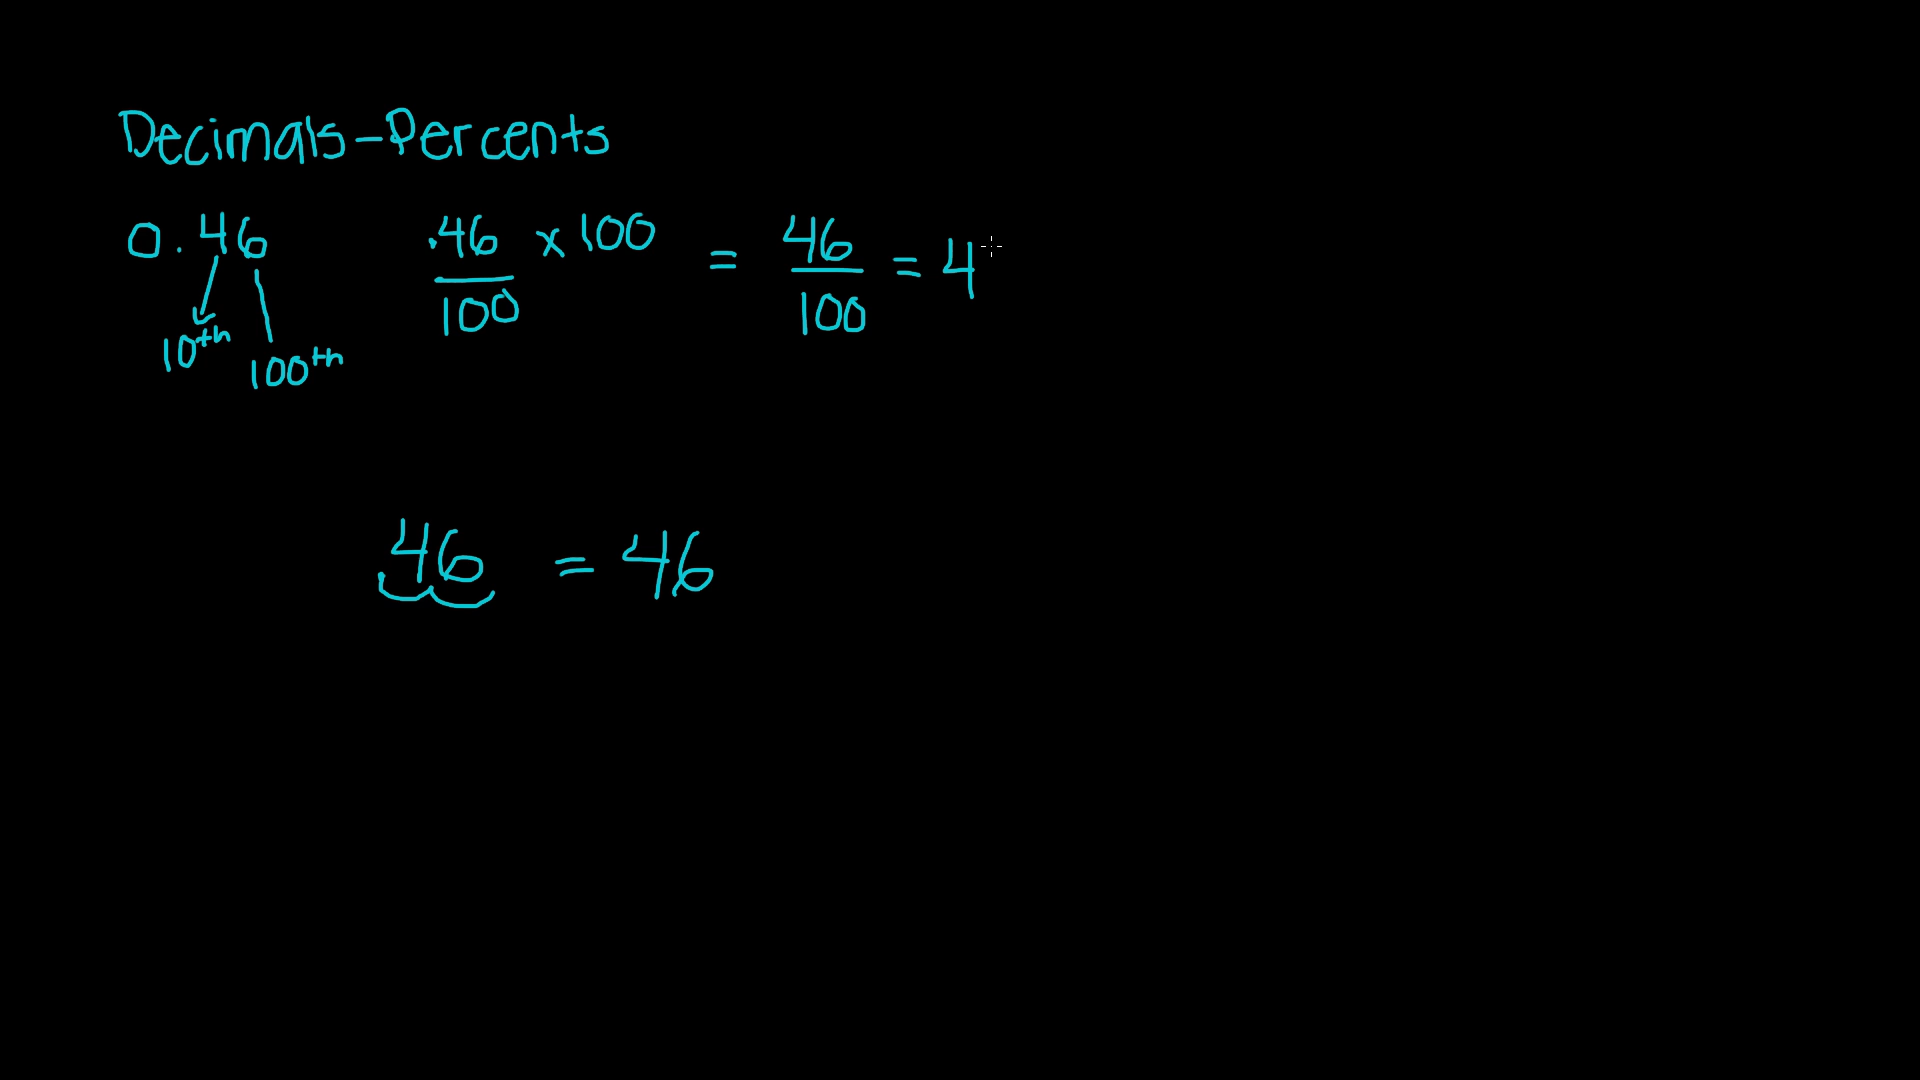 Decimals-Percents
0.46 .46/100 x 100 = 46/100 = 4
10th 100th
.46 = 46